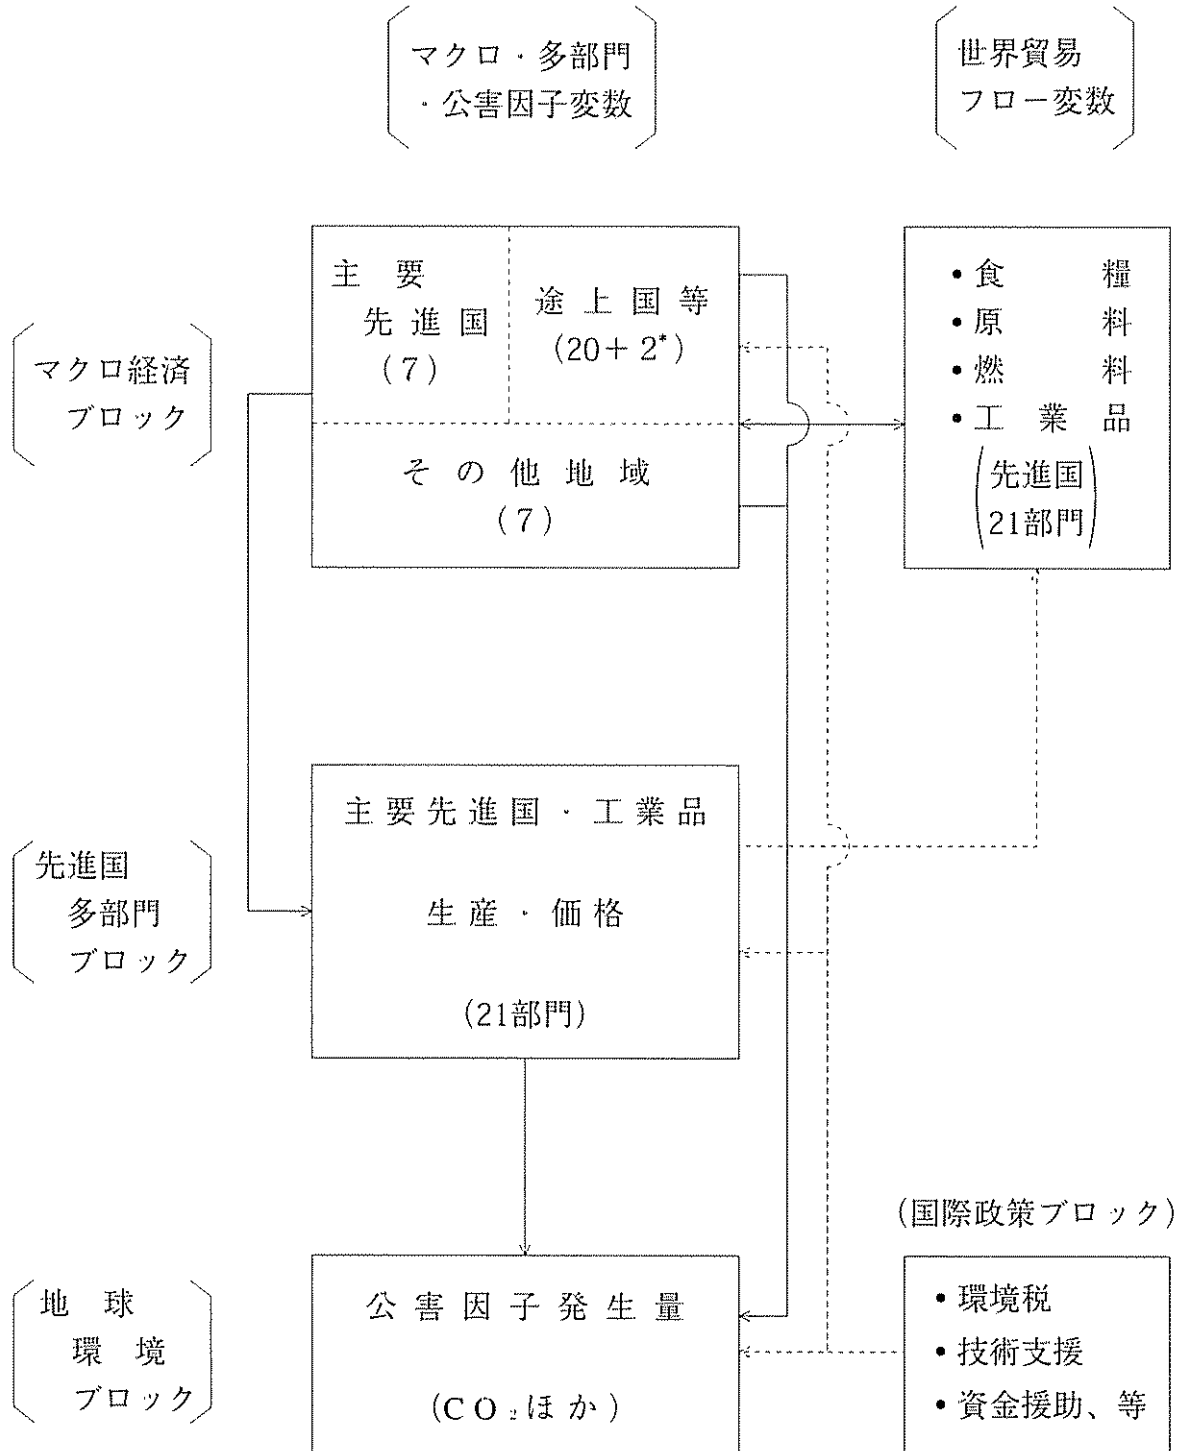 マクロ・多部門
・公害因子変数
世界貿易
フロー変数
マクロ経済
ブロック
主要
先進国
(7)
途上国等
(20+2*)
その他地域
(7)
•食糧
•原料
•燃料
•工業品
先進国
21部門
先進国
多部門
ブロック
主要先進国・工業品
生産・価格
(21部門)
(国際政策ブロック)
地球
環境
ブロック
公害因子発生量
(CO₂ほか)
•環境税
•技術支援
•資金援助、等